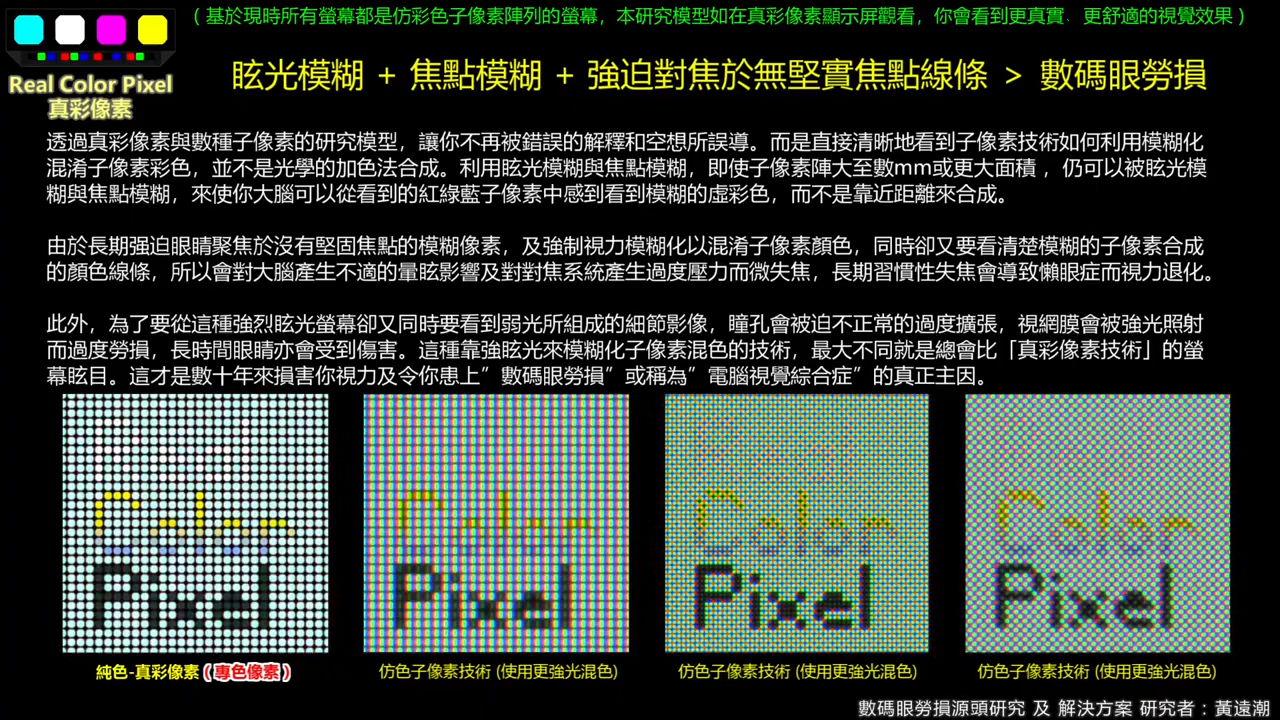 (基於現時所有螢幕都是仿彩色子像素陣列的螢幕，本研究模型如在真彩像素顯示屏觀看，你會看到更真實、更舒適的視覺效果)
Real Color Pixel
真彩像素
眩光模糊 + 焦點模糊 + 強迫對焦於無堅實焦點線條 > 數碼眼勞損
透過真彩像素與數種子像素的研究模型，讓你不再被錯誤的解釋和空想所誤導。而是直接清晰地看到子像素技術如何利用模糊化
混淆子像素彩色，並不是光學的加色法合成。利用眩光模糊與焦點模糊，即使子像素陣大至數mm或更大面積，仍可以被眩光模
糊與焦點模糊，來使你大腦可以從看到的紅綠藍子像素中感到看到模糊的虛彩色，而不是靠近距離來合成。
由於長期强迫眼睛聚焦於沒有堅固焦點的模糊像素，及強制視力模糊化以混淆子像素顏色，同時卻又要看清楚模糊的子像素合成
的顏色線條，所以會對大腦產生不適的暈眩影響及對對焦系統產生過度壓力而微失焦，長期習慣性失焦會導致懶眼症而視力退化。
此外，為了要從這種強烈眩光螢幕卻又同時要看到弱光所組成的細節影像，瞳孔會被迫不正常的過度擴張，視網膜會被強光照射
而過度勞損，長時間眼睛亦會受到傷害。這種靠強眩光來模糊化子像素混色的技術，最大不同就是總會比「真彩像素技術」的螢
幕眩目。這才是數十年來損害你視力及令你患上”數碼眼勞損”或稱為”電腦視覺綜合症”的真正主因。
Color
Pixel
Color
Pixel
Color
Pixel
Color
Pixel
純色-真彩像素(專色像素)
仿色子像素技術 (使用更強光混色)
仿色子像素技術 (使用更強光混色)
仿色子像素技術 (使用更強光混色)
數碼眼勞損源頭研究 及 解決方案 研究者：黃遠潮